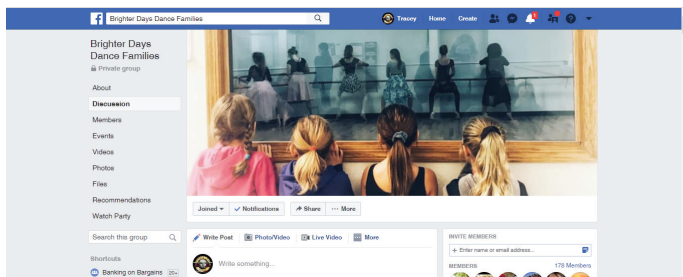 Brighter Days Dance Families
Tracey Home Create
Brighter Days
Dance Families
Private group
About
Discussion
Members
Events
Videos
Photos
Files
Recommendations
Watch Party
Joined Notifications Share More
Search this group
Write Post Photo/Video Live Video More
INVITE MEMBERS
+ Enter name or email address...
Write something...
MEMBERS 178 Members
Shortcuts
Banking on Bargains 20+